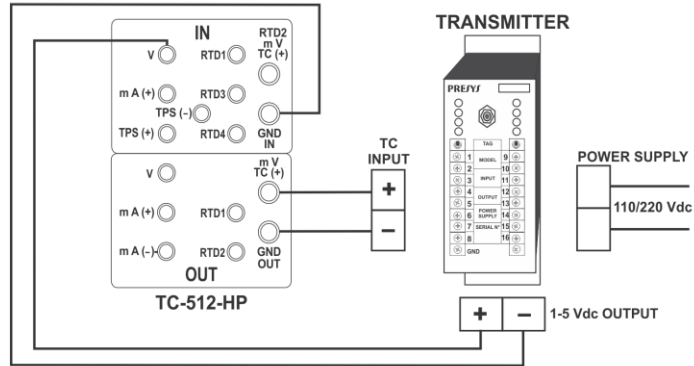 IN
RTD2
m V
TC (+)
V
RTD1
m A (+)
RTD3
TPS (–)
TPS (+)
RTD4
GND
IN
m V
TC (+)
V
m A (+)
RTD1
m A (–)
RTD2
GND
OUT
OUT
TC-512-HP
TC
INPUT
+
–
TRANSMITTER
PRESYS
TAG
1 MODEL 9
2 10
3 INPUT 11
4 12
5 OUTPUT 13
6 POWER SUPPLY 14
7 SERIAL Nº 15
8 16
GND
POWER SUPPLY
110/220 Vdc
+ – 1-5 Vdc OUTPUT